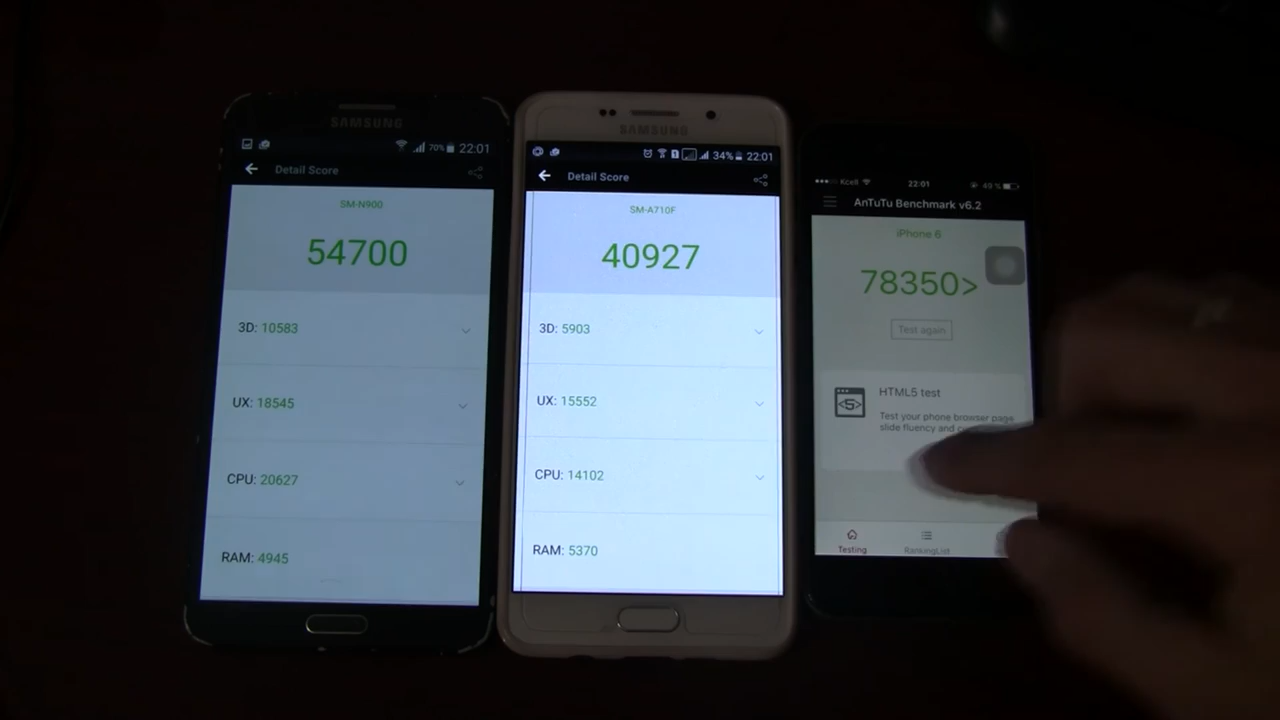 SAMSUNG
70% 22:01
Detail Score
SM-N900
54700
3D: 10583
UX: 18545
CPU: 20627
RAM: 4945
SAMSUNG
34% 22:01
Detail Score
SM-A710F
40927
3D: 5903
UX: 15552
CPU: 14102
RAM: 5370
Kcell 22:01 49%
AnTuTu Benchmark v6.2
iPhone 6
78350>
Test again
HTML5 test
<5>
Test your phone browser page
slide fluency and
Testing RankingList